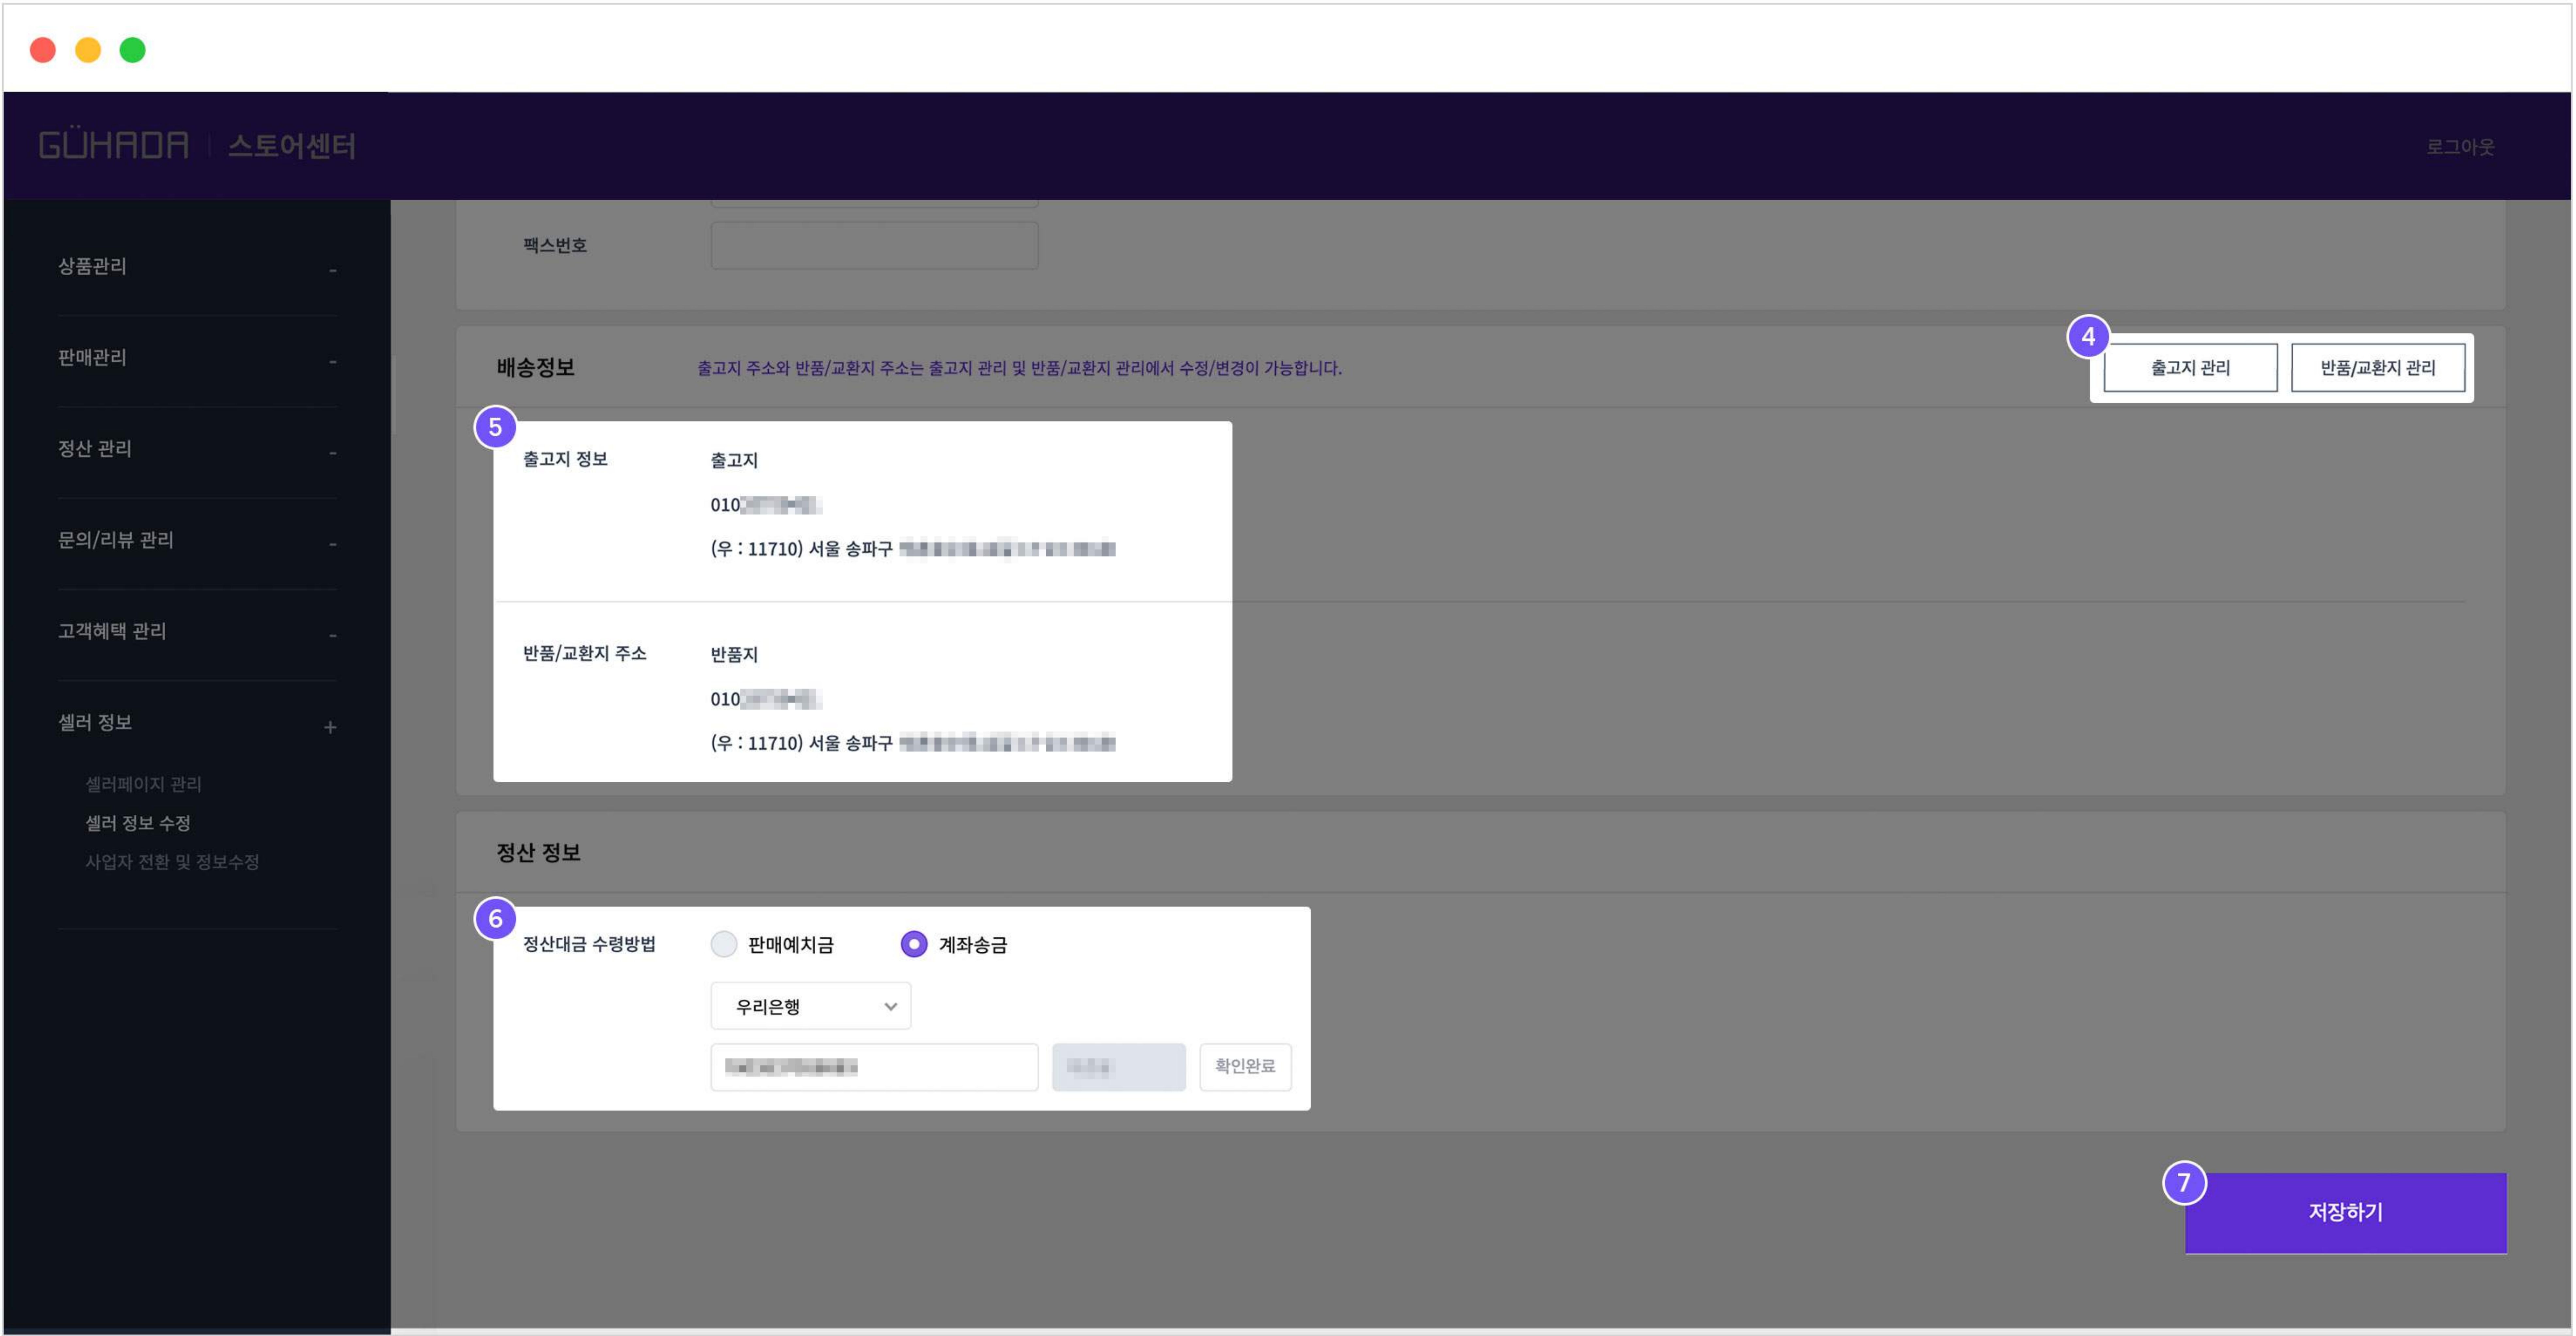 GÜHADA 스토어센터
로그아웃
상품관리 -
판매관리 -
정산 관리 -
문의/리뷰 관리 -
고객혜택 관리 -
셀러 정보 +
셀러페이지 관리
셀러 정보 수정
사업자 전환 및 정보수정
팩스번호
배송정보 출고지 주소와 반품/교환지 주소는 출고지 관리 및 반품/교환지 관리에서 수정/변경이 가능합니다.
4 출고지 관리 반품/교환지 관리
5
출고지 정보 출고지
010
(우 : 11710) 서울 송파구
반품/교환지 주소 반품지
010
(우 : 11710) 서울 송파구
정산 정보
6
정산대금 수령방법 판매예치금 계좌송금
우리은행
확인완료
7
저장하기